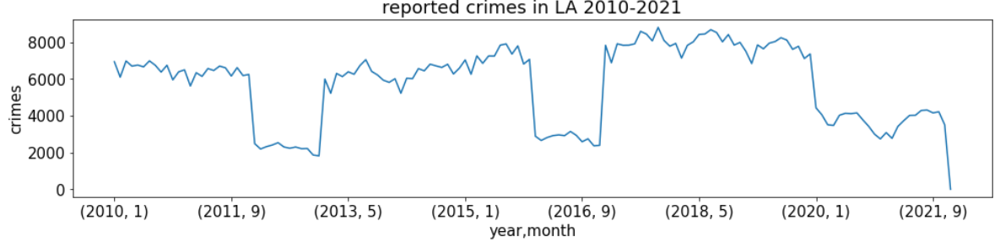 reported crimes in LA 2010-2021
crimes
8000
6000
4000
2000
0
(2010, 1) (2011, 9) (2013, 5) (2015, 1) (2016, 9) (2018, 5) (2020, 1) (2021, 9)
year,month